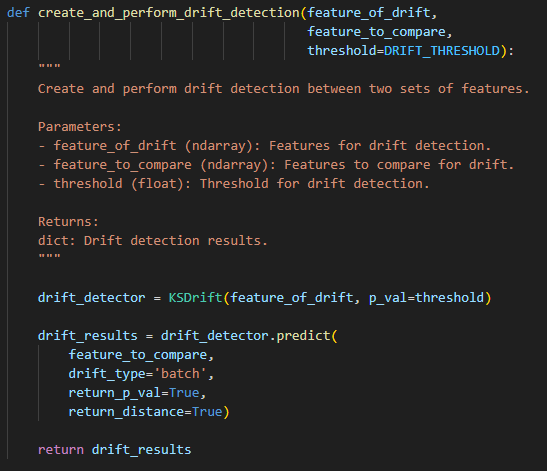 def create_and_perform_drift_detection(feature_of_drift,
                                       feature_to_compare,
                                       threshold=DRIFT_THRESHOLD):
    """
    Create and perform drift detection between two sets of features.

    Parameters:
    - feature_of_drift (ndarray): Features for drift detection.
    - feature_to_compare (ndarray): Features to compare for drift.
    - threshold (float): Threshold for drift detection.

    Returns:
    dict: Drift detection results.
    """

    drift_detector = KSDrift(feature_of_drift, p_val=threshold)

    drift_results = drift_detector.predict(
        feature_to_compare,
        drift_type='batch',
        return_p_val=True,
        return_distance=True)

    return drift_results